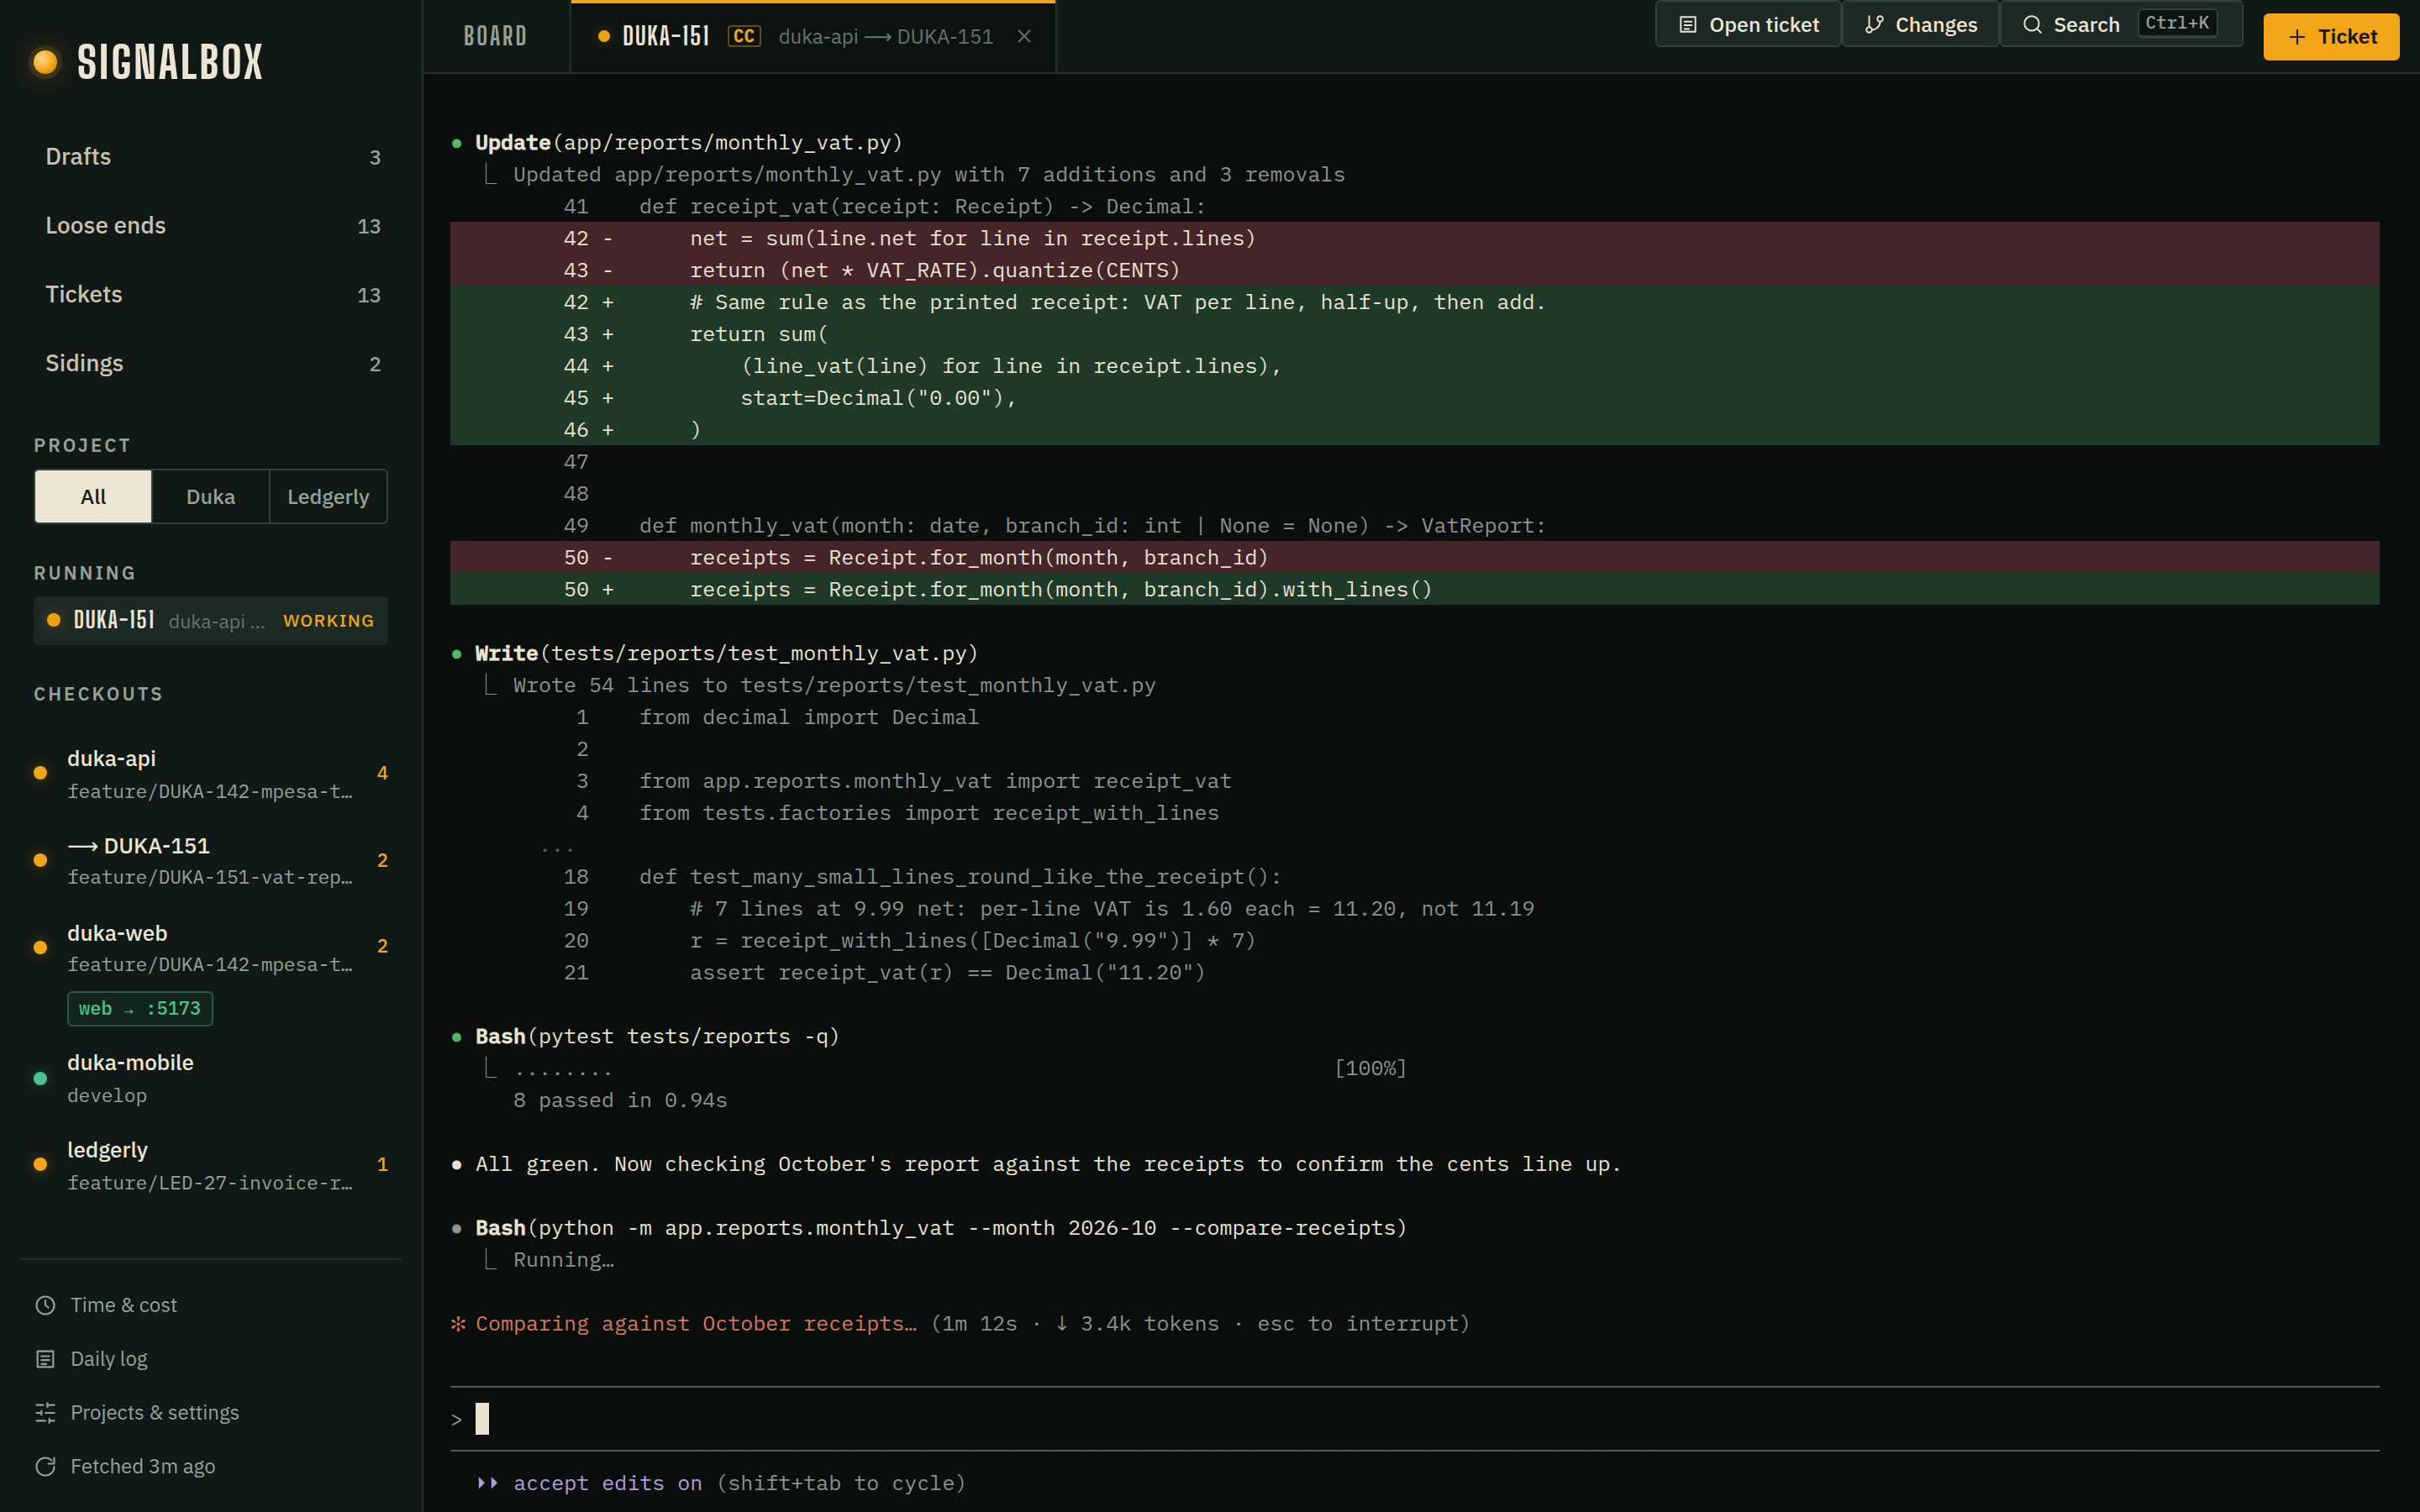 SIGNALBOX
Drafts 3
Loose ends 13
Tickets 13
Sidings 2
PROJECT
All Duka Ledgerly
RUNNING
DUKA-151 duka-api ... WORKING
CHECKOUTS
duka-api 4
feature/DUKA-142-mpesa-t…
⟶ DUKA-151 2
feature/DUKA-151-vat-rep…
duka-web 2
feature/DUKA-142-mpesa-t…
web → :5173
duka-mobile
develop
ledgerly 1
feature/LED-27-invoice-r…
Time & cost
Daily log
Projects & settings
Fetched 3m ago
BOARD DUKA-151 CC duka-api ⟶ DUKA-151 × Open ticket Changes Search Ctrl+K + Ticket
● Update(app/reports/monthly_vat.py)
⎿ Updated app/reports/monthly_vat.py with 7 additions and 3 removals
41 def receipt_vat(receipt: Receipt) -> Decimal:
42 - net = sum(line.net for line in receipt.lines)
43 - return (net * VAT_RATE).quantize(CENTS)
42 + # Same rule as the printed receipt: VAT per line, half-up, then add.
43 + return sum(
44 + (line_vat(line) for line in receipt.lines),
45 + start=Decimal("0.00"),
46 + )
47
48
49 def monthly_vat(month: date, branch_id: int | None = None) -> VatReport:
50 - receipts = Receipt.for_month(month, branch_id)
50 + receipts = Receipt.for_month(month, branch_id).with_lines()
● Write(tests/reports/test_monthly_vat.py)
⎿ Wrote 54 lines to tests/reports/test_monthly_vat.py
1 from decimal import Decimal
2
3 from app.reports.monthly_vat import receipt_vat
4 from tests.factories import receipt_with_lines
...
18 def test_many_small_lines_round_like_the_receipt():
19 # 7 lines at 9.99 net: per-line VAT is 1.60 each = 11.20, not 11.19
20 r = receipt_with_lines([Decimal("9.99")] * 7)
21 assert receipt_vat(r) == Decimal("11.20")
● Bash(pytest tests/reports -q)
⎿ ........ [100%]
8 passed in 0.94s
● All green. Now checking October's report against the receipts to confirm the cents line up.
● Bash(python -m app.reports.monthly_vat --month 2026-10 --compare-receipts)
⎿ Running…
✻ Comparing against October receipts… (1m 12s · ↓ 3.4k tokens · esc to interrupt)
>
⏵⏵ accept edits on (shift+tab to cycle)